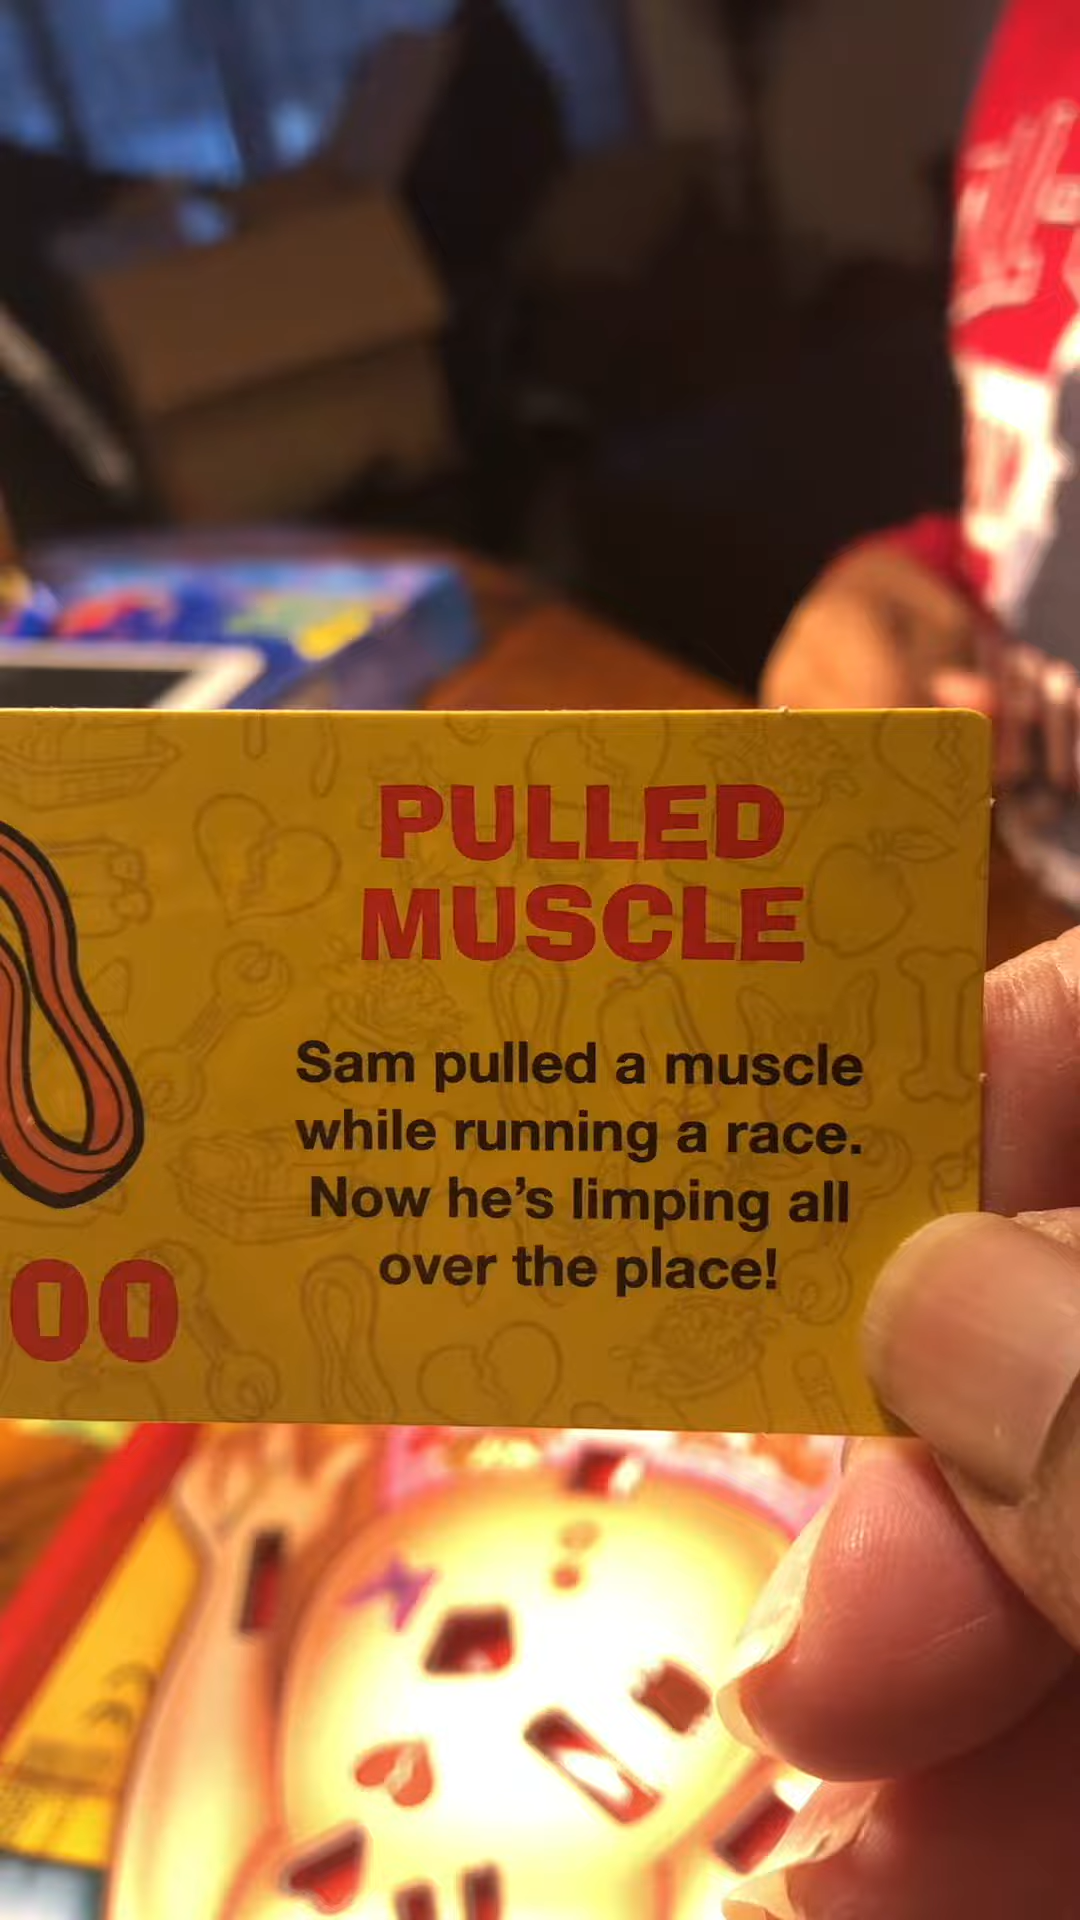 PULLED
MUSCLE
Sam pulled a muscle
while running a race.
Now he's limping all
over the place!
00